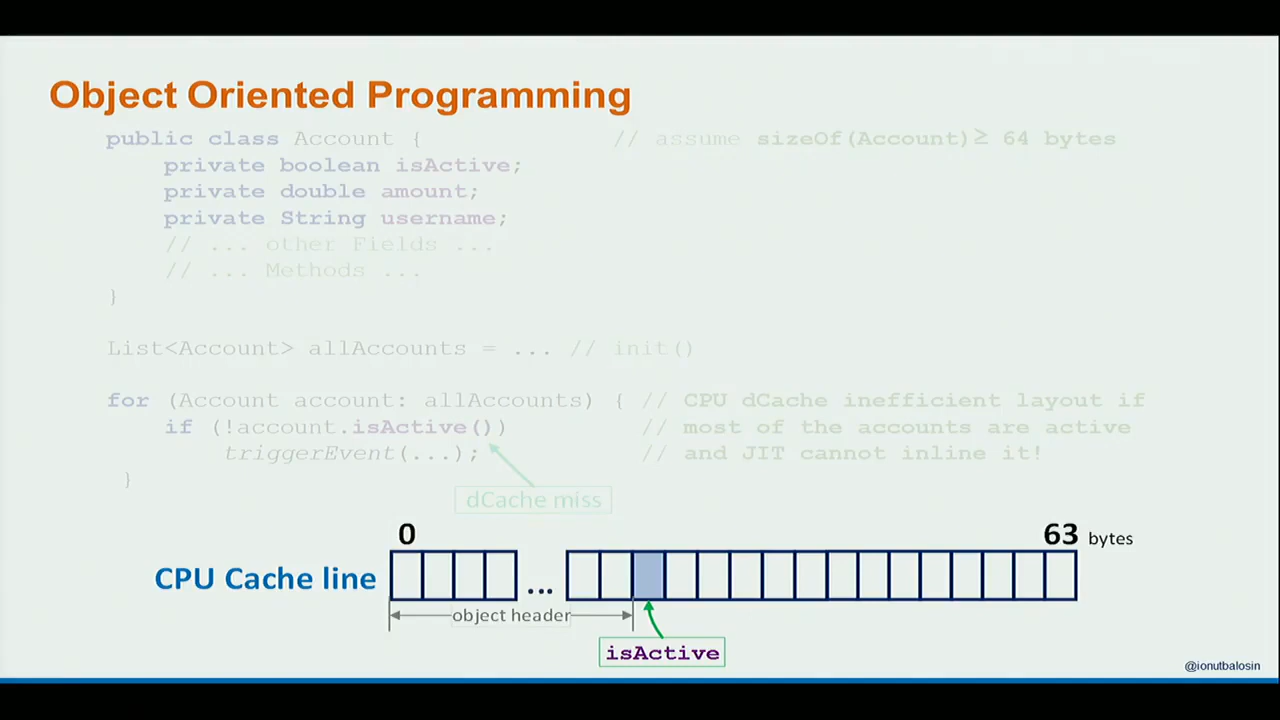 Object Oriented Programming
public class Account { // assume sizeOf(Account)≥ 64 bytes
private boolean isActive;
private double amount;
private String username;
// ... other Fields ...
// ... Methods ...
}
List<Account> allAccounts = ... // init()
for (Account account: allAccounts) { // CPU dCache inefficient layout if
if (!account.isActive()) // most of the accounts are active
triggerEvent(...); // and JIT cannot inline it!
}
dCache miss
0 63 bytes
CPU Cache line ...
object header
isActive
@ionutbalosin